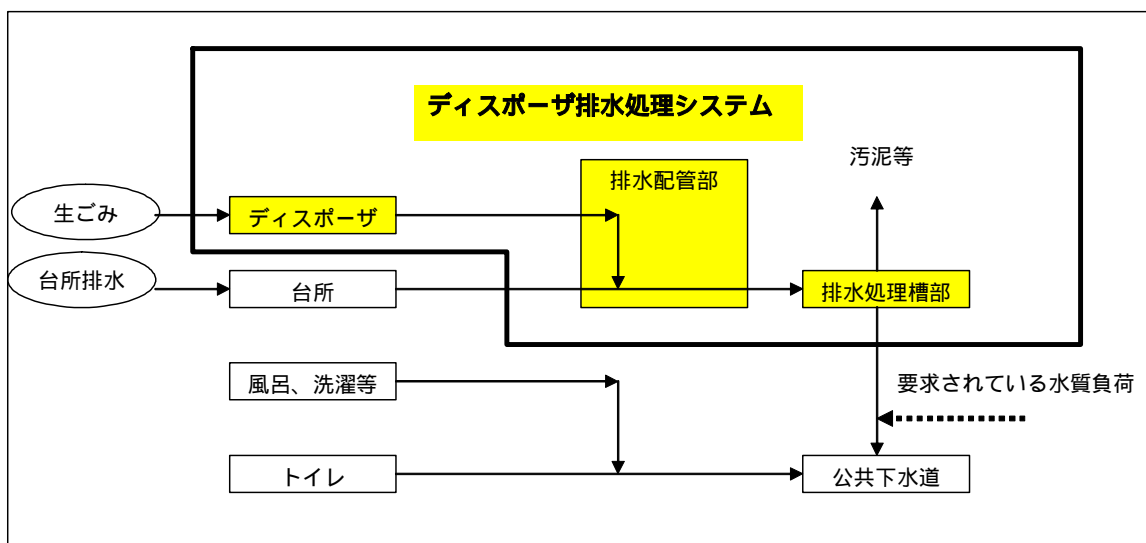 ディスポーザ排水処理システム
汚泥等
排水配管部
生ごみ
ディスポーザ
台所排水
台所
排水処理槽部
風呂、洗濯等
要求されている水質負荷
トイレ
公共下水道